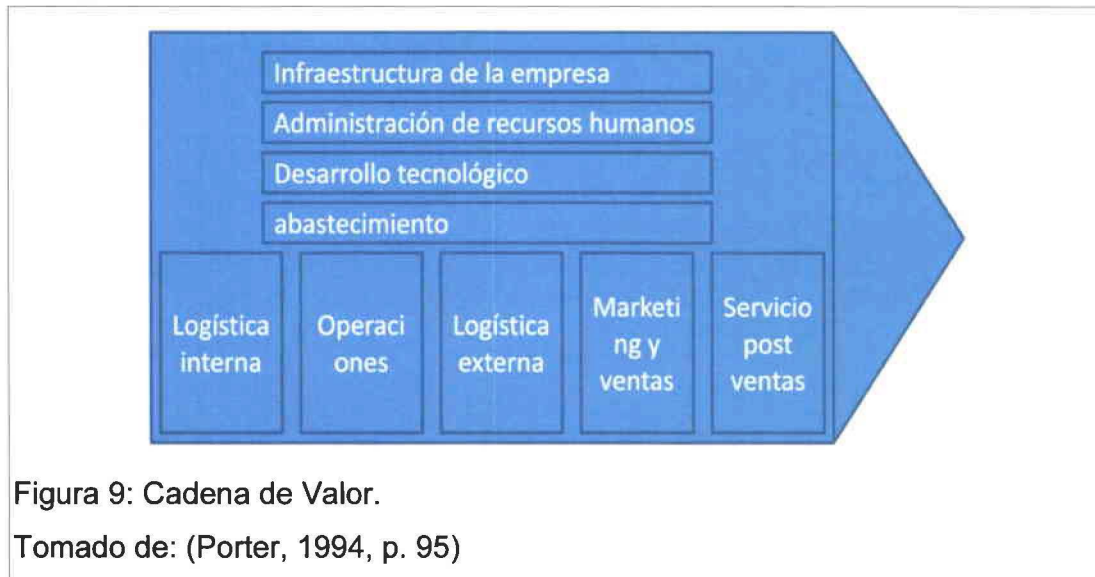 Infraestructura de la empresa
Administración de recursos humanos
Desarrollo tecnológico
abastecimiento
Logística
interna
Operaci
ones
Logística
externa
Marketi
ng y
ventas
Servicio
post
ventas
Figura 9: Cadena de Valor.
Tomado de: (Porter, 1994, p. 95)